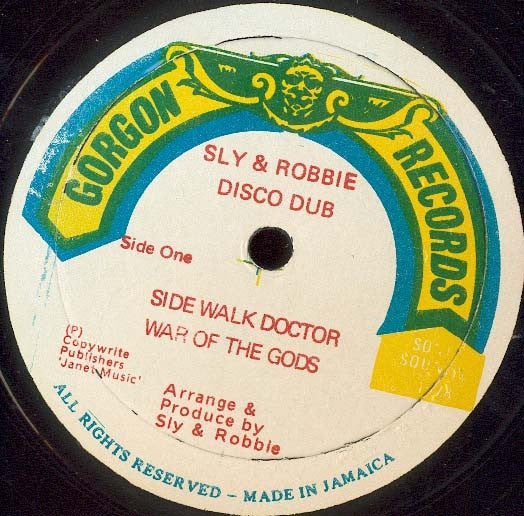 GORGON RECORDS
SLY & ROBBIE
DISCO DUB
Side One
SIDE WALK DOCTOR
WAR OF THE GODS
(P)
Copywrite
Publishers
'Janet Music'
Arrange &
Produce by
Sly & Robbie
ALL RIGHTS RESERVED – MADE IN JAMAICA